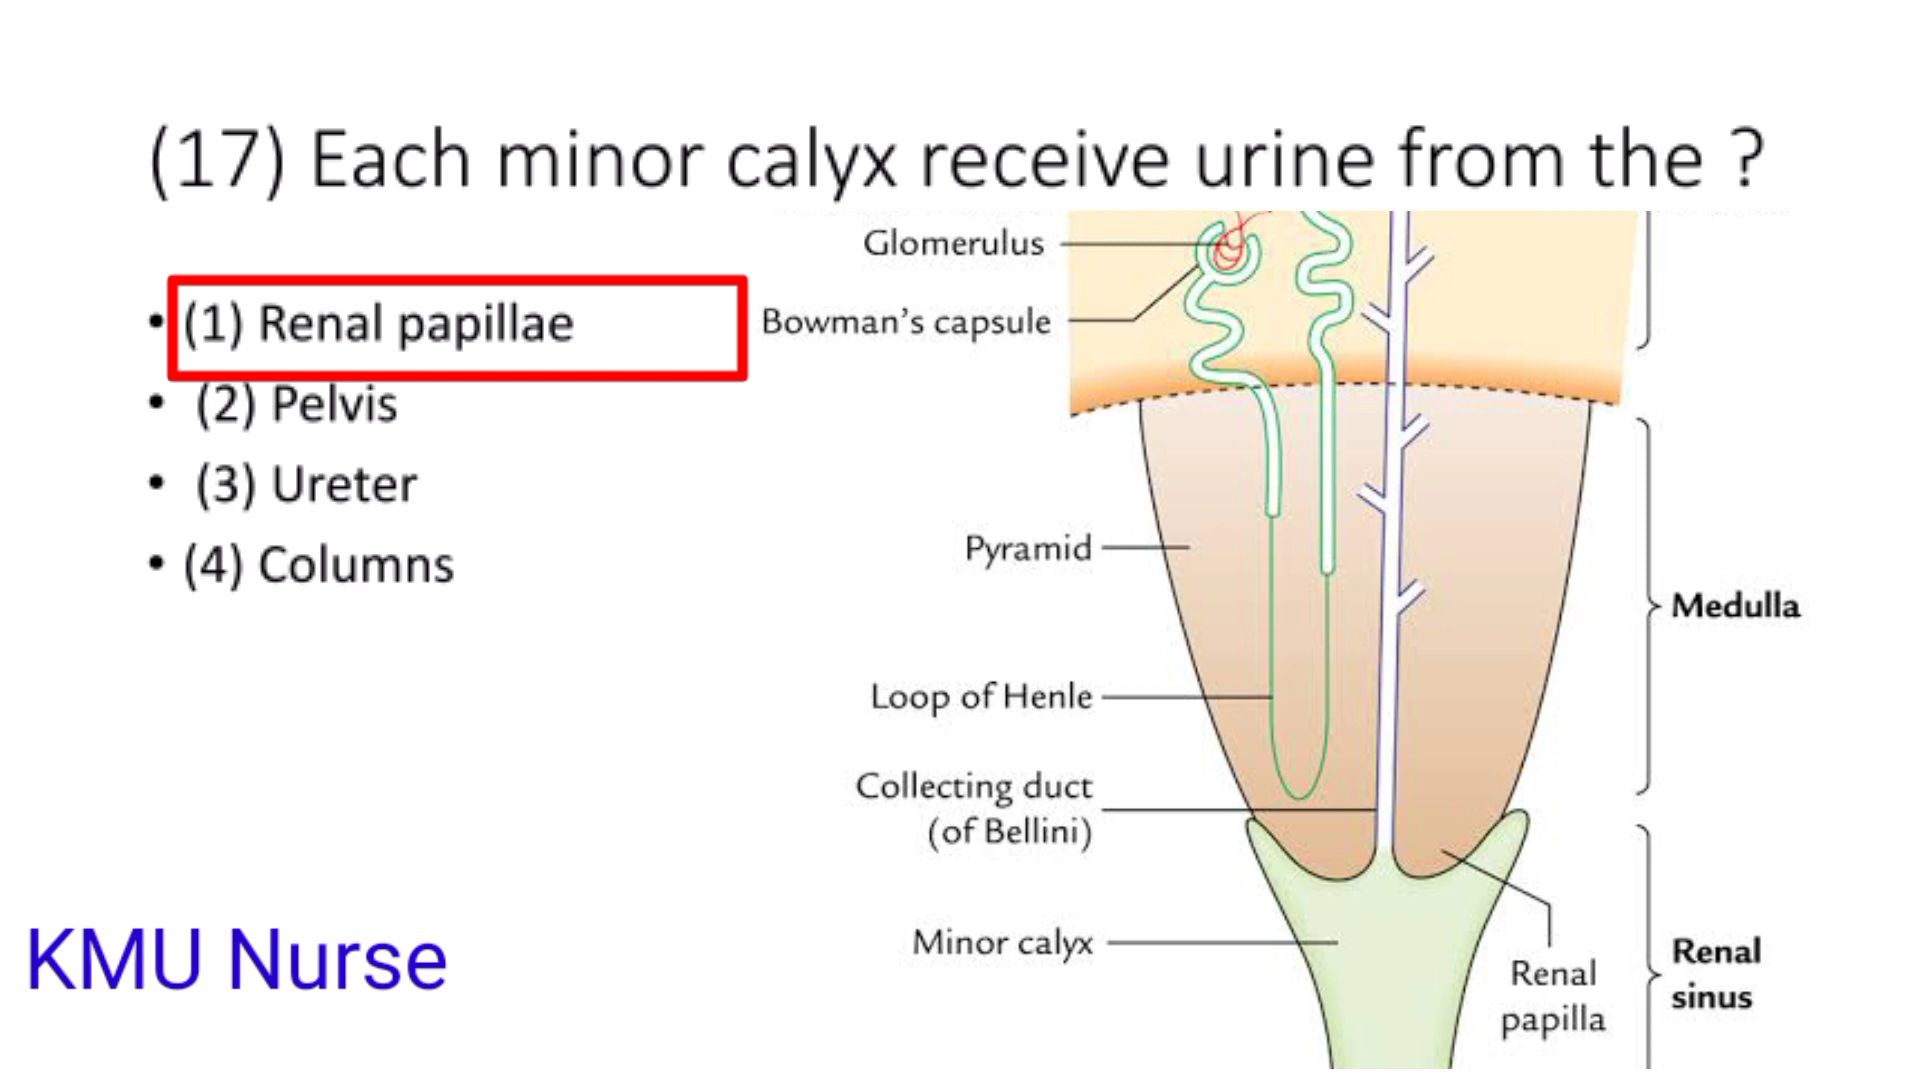 (17) Each minor calyx receive urine from the ?
• (1) Renal papillae
• (2) Pelvis
• (3) Ureter
• (4) Columns
Glomerulus
Bowman's capsule
Pyramid
Medulla
Loop of Henle
Collecting duct
(of Bellini)
Minor calyx
Renal
papilla
Renal
sinus
KMU Nurse